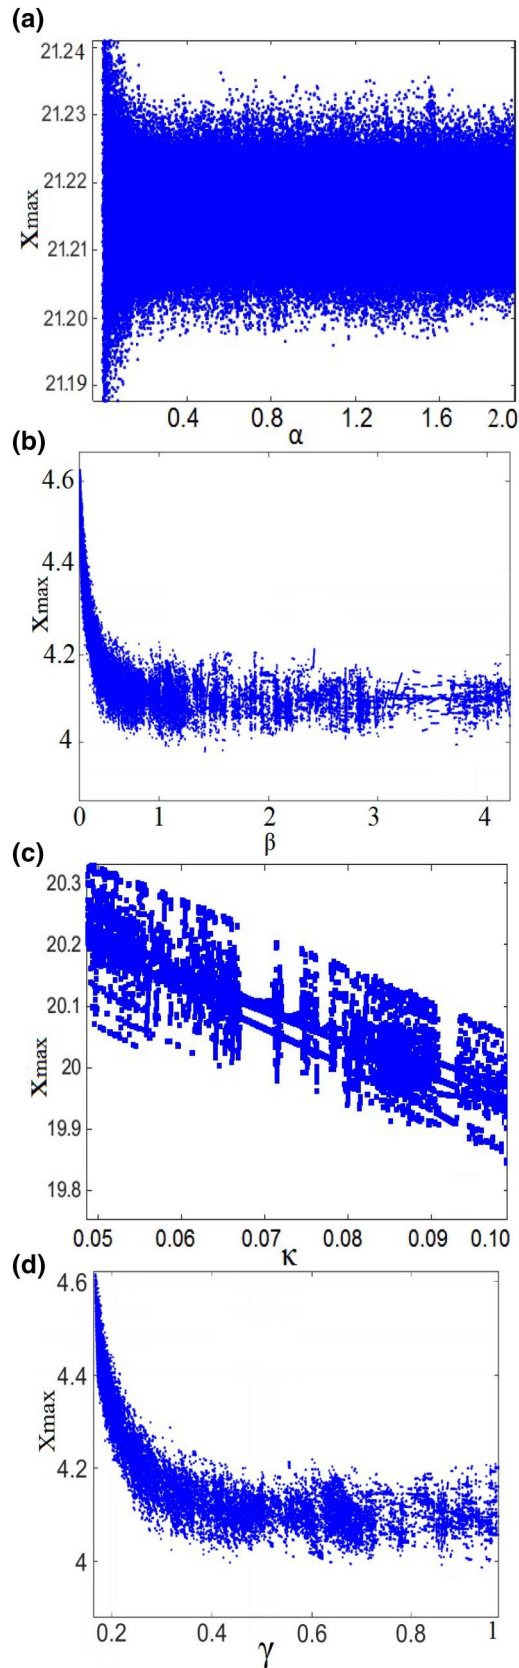 (a)
21.24
21.23
21.22
21.21
21.20
21.19
Xmax
0.4 0.8 1.2 1.6 2.0
α
(b)
4.6
4.4
4.2
4
Xmax
0 1 2 3 4
β
(c)
20.3
20.2
20.1
20
19.9
19.8
Xmax
0.05 0.06 0.07 0.08 0.09 0.10
κ
(d)
4.6
4.4
4.2
4
Xmax
0.2 0.4 0.6 0.8 1
γ